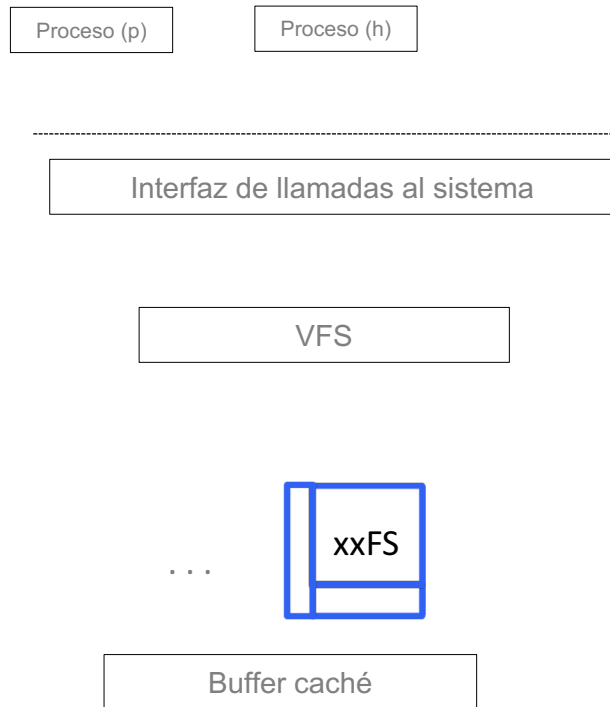 Proceso (p)
Proceso (h)
Interfaz de llamadas al sistema
VFS
xxFS
. . .
Buffer caché